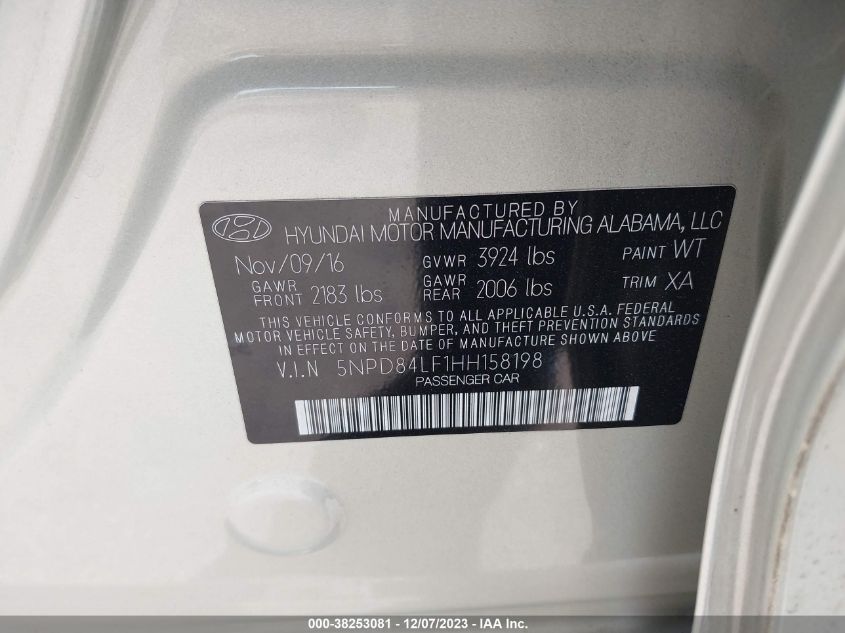 MANUFACTURED BY
HYUNDAI MOTOR MANUFACTURING ALABAMA, LLC
Nov/09/16 GVWR 3924 lbs PAINT WT
GAWR FRONT 2183 lbs GAWR REAR 2006 lbs TRIM XA
THIS VEHICLE CONFORMS TO ALL APPLICABLE U.S.A. FEDERAL
MOTOR VEHICLE SAFETY, BUMPER, AND THEFT PREVENTION STANDARDS
IN EFFECT ON THE DATE OF MANUFACTURE SHOWN ABOVE
V.I.N 5NPD84LF1HH158198
PASSENGER CAR
000-38253081 - 12/07/2023 - IAA Inc.